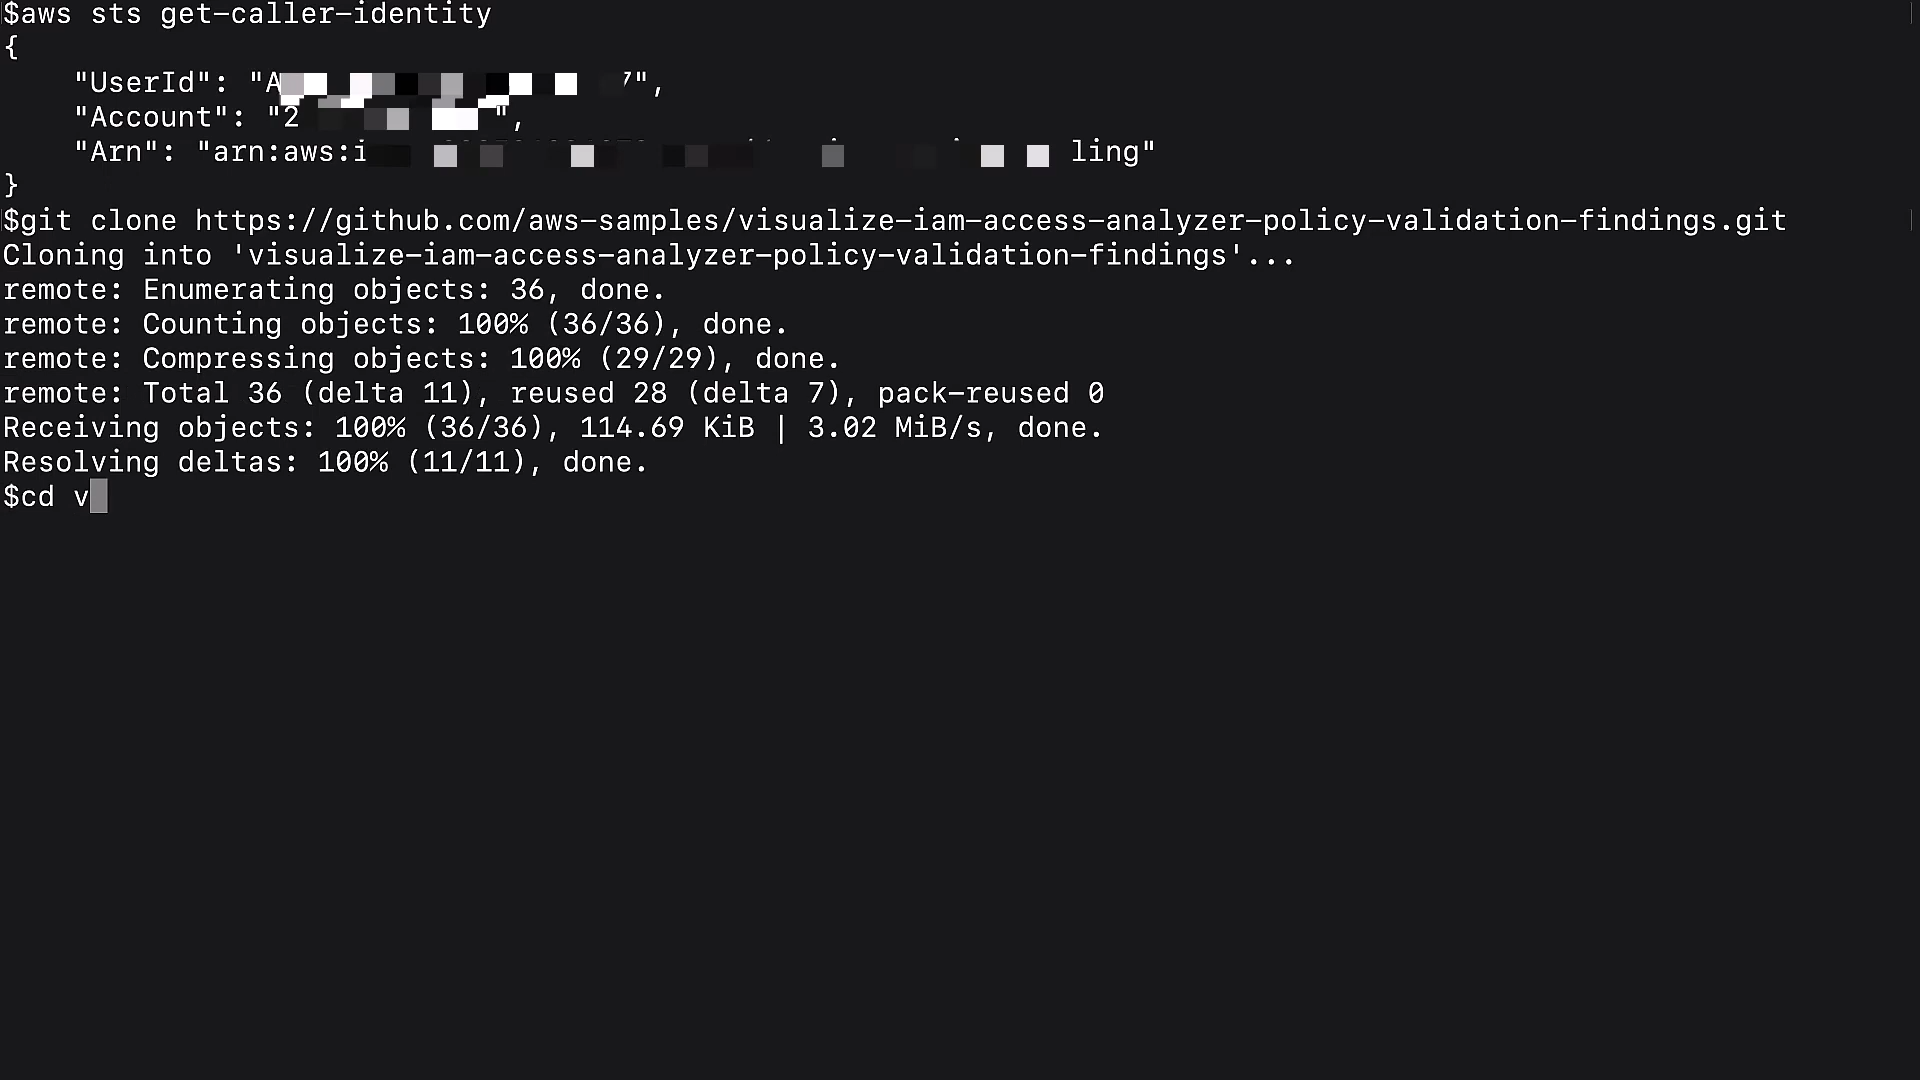 $aws sts get-caller-identity
{
"UserId": "A 7",
"Account": "2 ",
"Arn": "arn:aws:i ling"
}
$git clone https://github.com/aws-samples/visualize-iam-access-analyzer-policy-validation-findings.git
Cloning into 'visualize-iam-access-analyzer-policy-validation-findings'...
remote: Enumerating objects: 36, done.
remote: Counting objects: 100% (36/36), done.
remote: Compressing objects: 100% (29/29), done.
remote: Total 36 (delta 11), reused 28 (delta 7), pack-reused 0
Receiving objects: 100% (36/36), 114.69 KiB | 3.02 MiB/s, done.
Resolving deltas: 100% (11/11), done.
$cd v